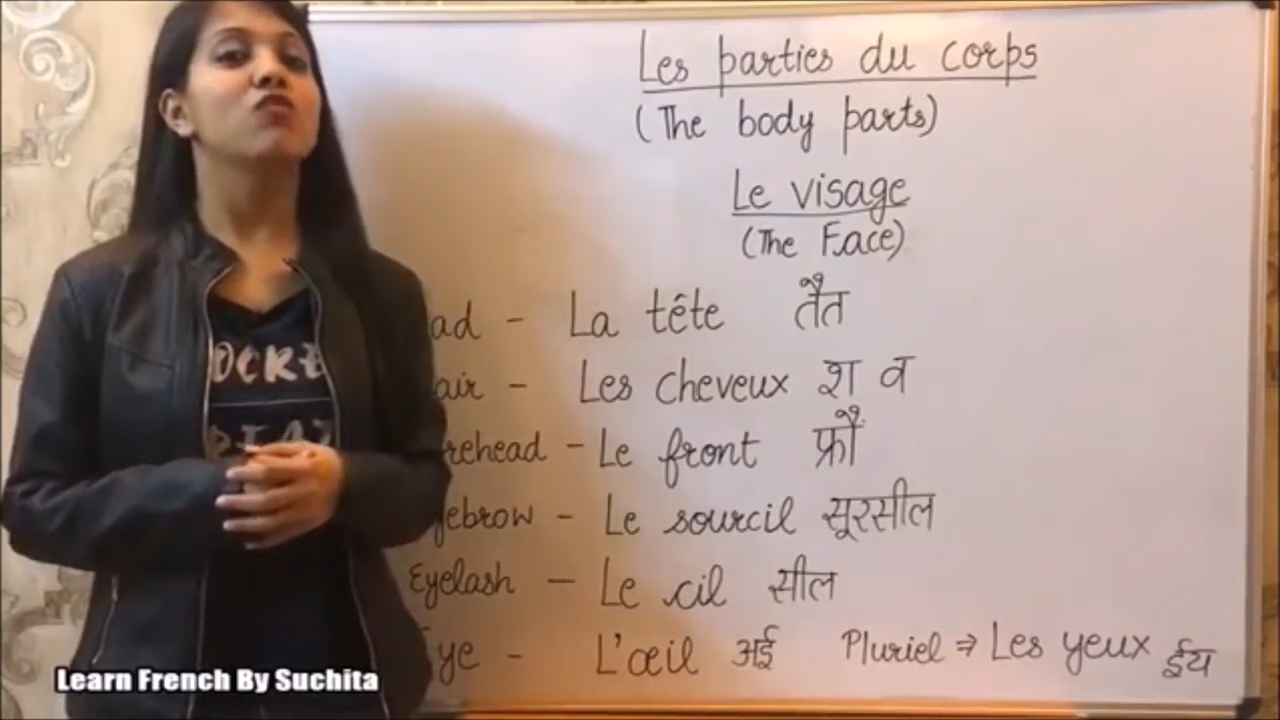 Les parties du corps
(The body parts)
Le visage
(The Face)
ad - La tête तैत
air - Les cheveux श व
rehead - Le front फ्रौं
yebrow - Le sourcil सूरसील
Eyelash - Le cil सील
Eye - L'œil अई Pluriel ⇒ Les yeux ईय
Learn French By Suchita